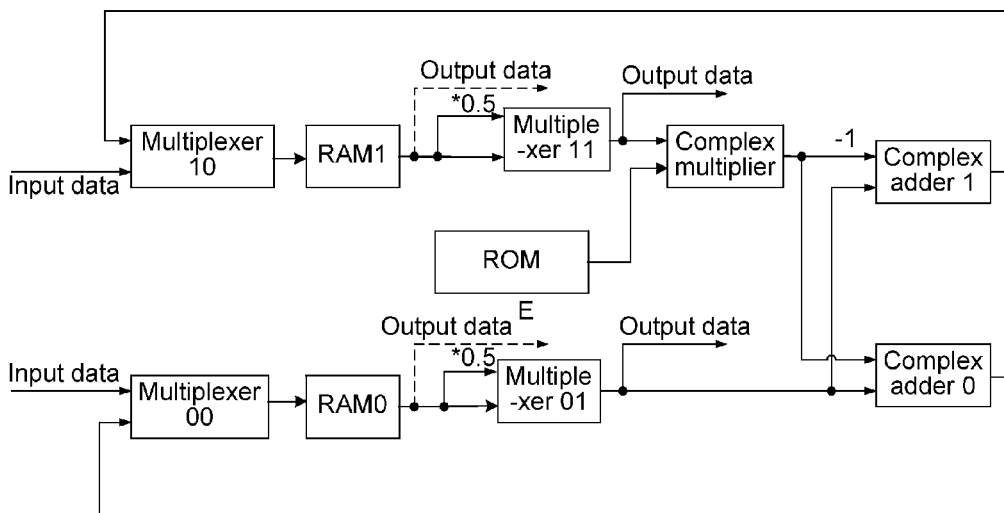 Output data
Output data
*0.5
Multiplexer
10
RAM1
Multiple
-xer 11
Complex
multiplier
-1
Complex
adder 1
Input data
ROM
E
Output data
Output data
*0.5
Input data
Multiplexer
00
RAM0
Multiple
-xer 01
Complex
adder 0